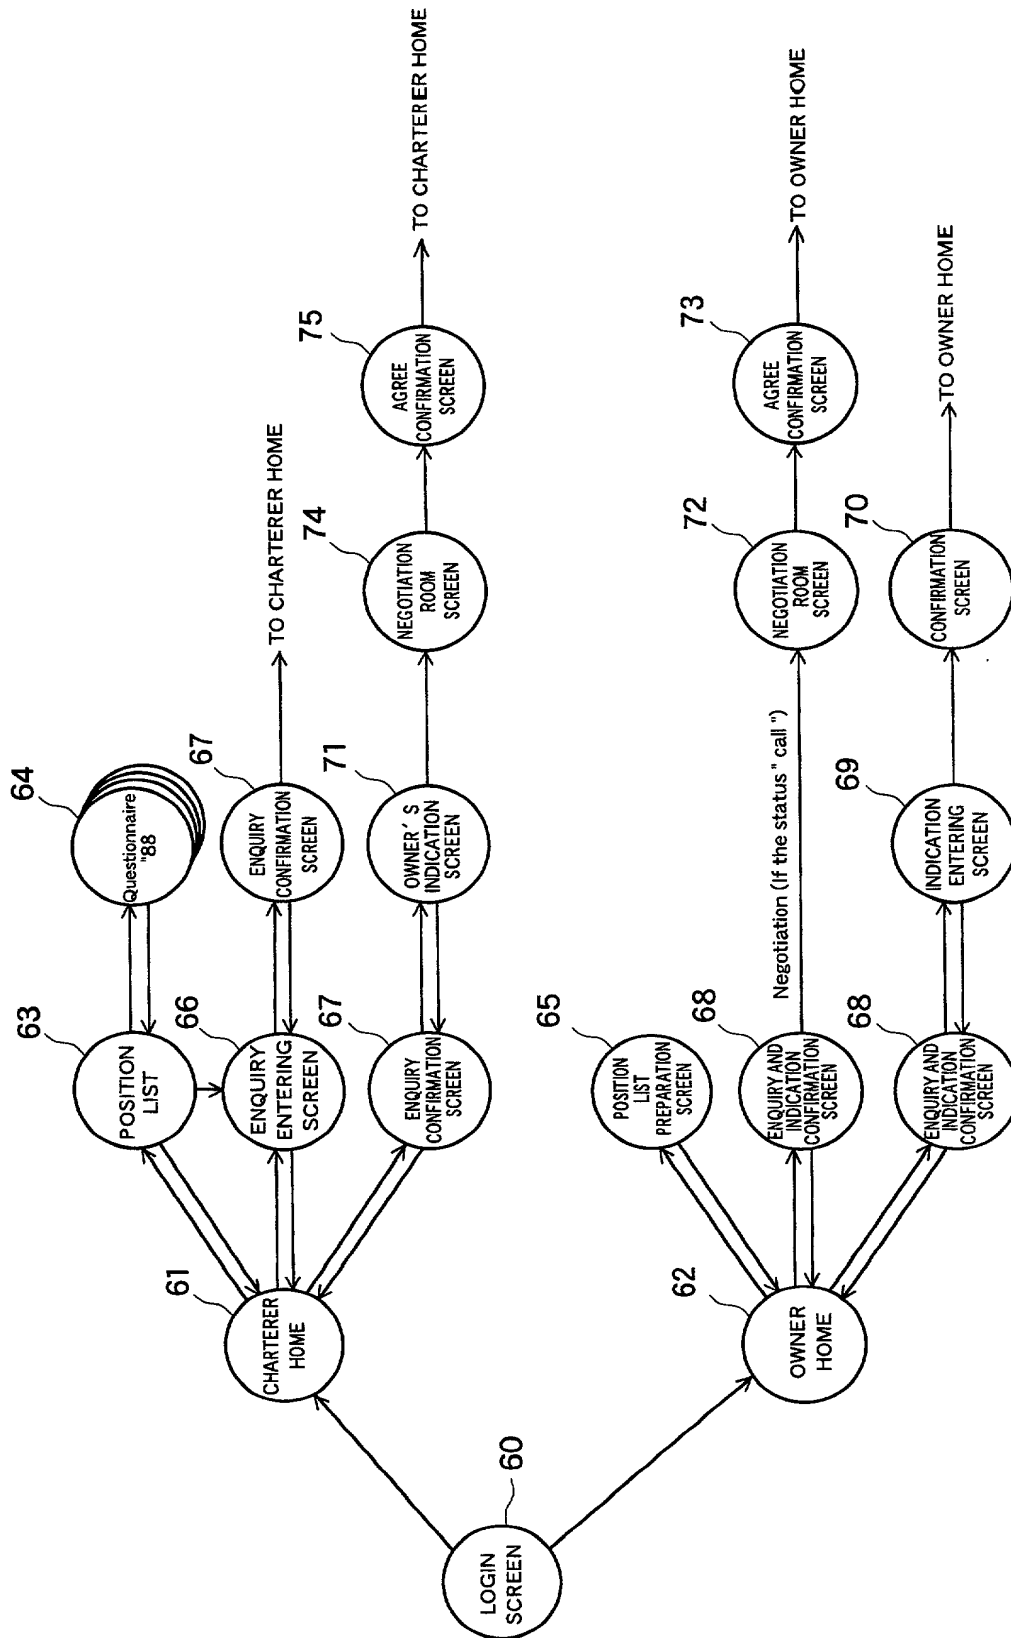 60
LOGIN
SCREEN
61
CHARTERER
HOME
63
POSITION
LIST
64
Questionnaire
"88
66
ENQUIRY
ENTERING
SCREEN
67
ENQUIRY
CONFIRMATION
SCREEN
TO CHARTERER HOME
67
ENQUIRY
CONFIRMATION
SCREEN
71
OWNER'S
INDICATION
SCREEN
74
NEGOTIATION
ROOM
SCREEN
75
AGREE
CONFIRMATION
SCREEN
TO CHARTERER HOME
62
OWNER
HOME
65
POSITION
LIST
PREPARATION
SCREEN
68
ENQUIRY AND
INDICATION
CONFIRMATION
SCREEN
Negotiation (If the status " call ")
72
NEGOTIATION
ROOM
SCREEN
73
AGREE
CONFIRMATION
SCREEN
TO OWNER HOME
68
ENQUIRY AND
INDICATION
CONFIRMATION
SCREEN
69
INDICATION
ENTERING
SCREEN
70
CONFIRMATION
SCREEN
TO OWNER HOME